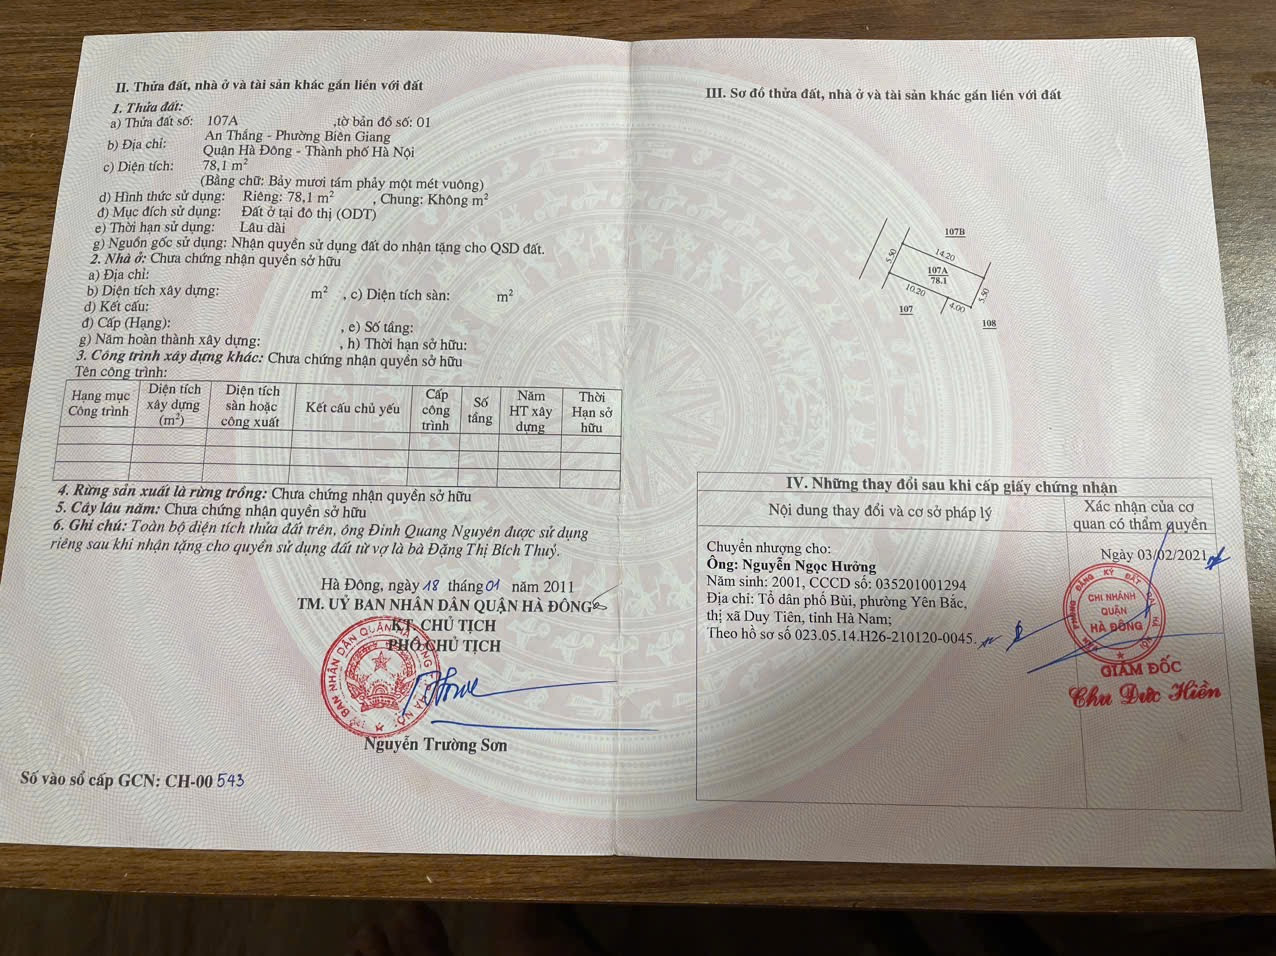 II. Thửa đất, nhà ở và tài sản khác gắn liền với đất
1. Thửa đất:
a) Thửa đất số: 107A ,tờ bản đồ số: 01
b) Địa chỉ: An Thắng - Phường Biên Giang
Quận Hà Đông - Thành phố Hà Nội
c) Diện tích: 78,1 m²
(Bằng chữ: Bảy mươi tám phảy một mét vuông)
d) Hình thức sử dụng: Riêng: 78,1 m² , Chung: Không m²
đ) Mục đích sử dụng: Đất ở tại đô thị (ODT)
e) Thời hạn sử dụng: Lâu dài
g) Nguồn gốc sử dụng: Nhận quyền sử dụng đất do nhận tặng cho QSD đất.
2. Nhà ở: Chưa chứng nhận quyền sở hữu
a) Địa chỉ:
b) Diện tích xây dựng: m² , c) Diện tích sàn: m²
d) Kết cấu:
đ) Cấp (Hạng): , e) Số tầng:
g) Năm hoàn thành xây dựng: , h) Thời hạn sở hữu:
3. Công trình xây dựng khác: Chưa chứng nhận quyền sở hữu
Tên công trình:
Hạng mục Công trình
Diện tích xây dựng (m²)
Diện tích sàn hoặc công xuất
Kết cấu chủ yếu
Cấp công trình
Số tầng
Năm HT xây dựng
Thời Hạn sở hữu
4. Rừng sản xuất là rừng trồng: Chưa chứng nhận quyền sở hữu
5. Cây lâu năm: Chưa chứng nhận quyền sở hữu
6. Ghi chú: Toàn bộ diện tích thửa đất trên, ông Đinh Quang Nguyên được sử dụng
riêng sau khi nhận tặng cho quyền sử dụng đất từ vợ là bà Đặng Thị Bích Thuỷ.
Hà Đông, ngày 18 tháng 01 năm 2011
TM. UỶ BAN NHÂN DÂN QUẬN HÀ ĐÔNG
KT. CHỦ TỊCH
PHÓ CHỦ TỊCH
Nguyễn Trường Sơn
Số vào sổ cấp GCN: CH-00 543
III. Sơ đồ thửa đất, nhà ở và tài sản khác gắn liền với đất
107B
14.20
5.50
107A
78.1
10.20
4.00
5.50
107
108
IV. Những thay đổi sau khi cấp giấy chứng nhận
Nội dung thay đổi và cơ sở pháp lý
Xác nhận của cơ
quan có thẩm quyền
Chuyển nhượng cho:
Ông: Nguyễn Ngọc Hưởng
Năm sinh: 2001, CCCD số: 035201001294
Địa chỉ: Tổ dân phố Bùi, phường Yên Bắc,
thị xã Duy Tiên, tỉnh Hà Nam;
Theo hồ sơ số 023.05.14.H26-210120-0045.
Ngày 03/02/2021
CHI NHÁNH
QUẬN
HÀ ĐÔNG
GIÁM ĐỐC
Chu Đức Hiền